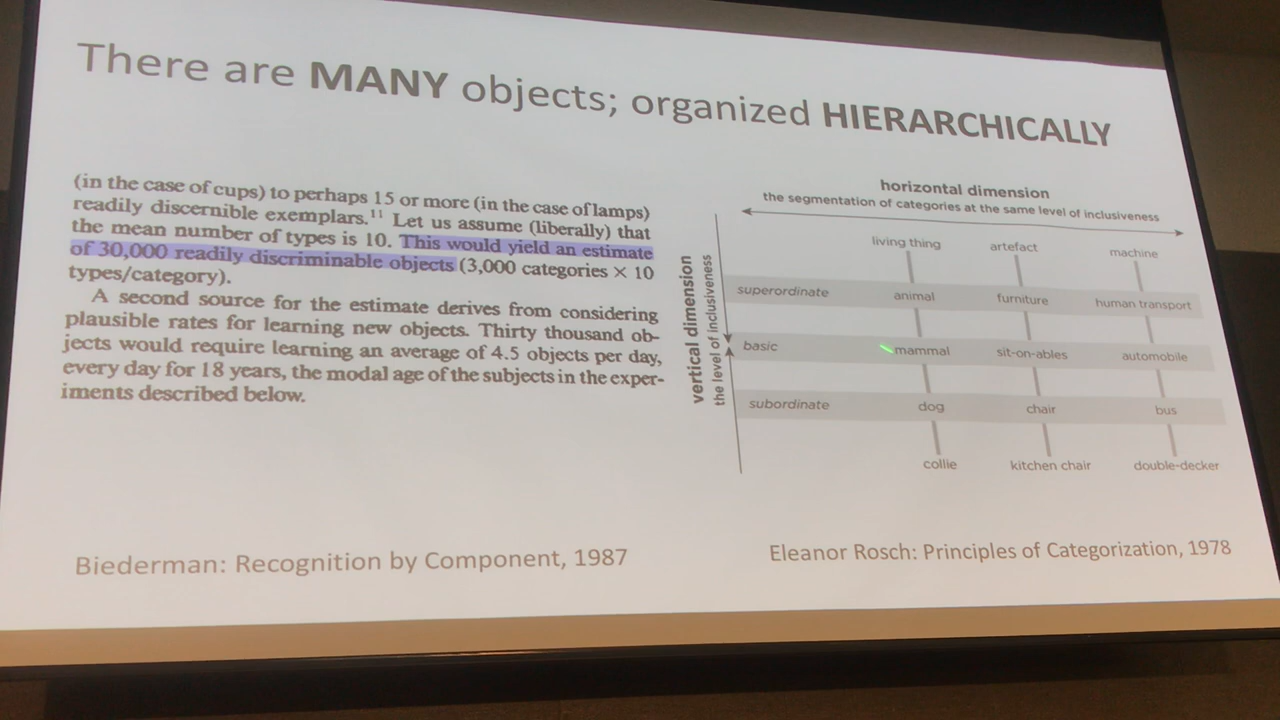 There are MANY objects; organized HIERARCHICALLY
(in the case of cups) to perhaps 15 or more (in the case of lamps)
readily discernible exemplars.¹¹ Let us assume (liberally) that
the mean number of types is 10. This would yield an estimate
of 30,000 readily discriminable objects (3,000 categories × 10
types/category).
A second source for the estimate derives from considering
plausible rates for learning new objects. Thirty thousand ob-
jects would require learning an average of 4.5 objects per day,
every day for 18 years, the modal age of the subjects in the exper-
iments described below.
Biederman: Recognition by Component, 1987
horizontal dimension
the segmentation of categories at the same level of inclusiveness
vertical dimension
the level of inclusiveness
living thing artefact machine
superordinate animal furniture human transport
basic mammal sit-on-ables automobile
subordinate dog chair bus
collie kitchen chair double-decker
Eleanor Rosch: Principles of Categorization, 1978